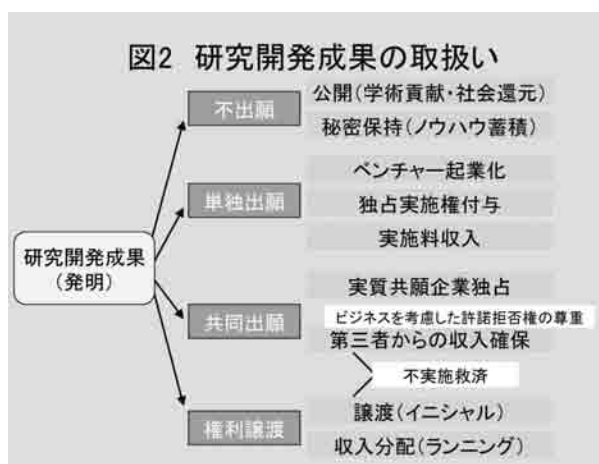 図2 研究開発成果の取扱い
不出願
公開(学術貢献・社会還元)
秘密保持(ノウハウ蓄積)
単独出願
ベンチャー起業化
独占実施権付与
実施料収入
研究開発成果
(発明)
共同出願
実質共願企業独占
ビジネスを考慮した許諾拒否権の尊重
第三者からの収入確保
不実施救済
権利譲渡
譲渡(イニシャル)
収入分配(ランニング)